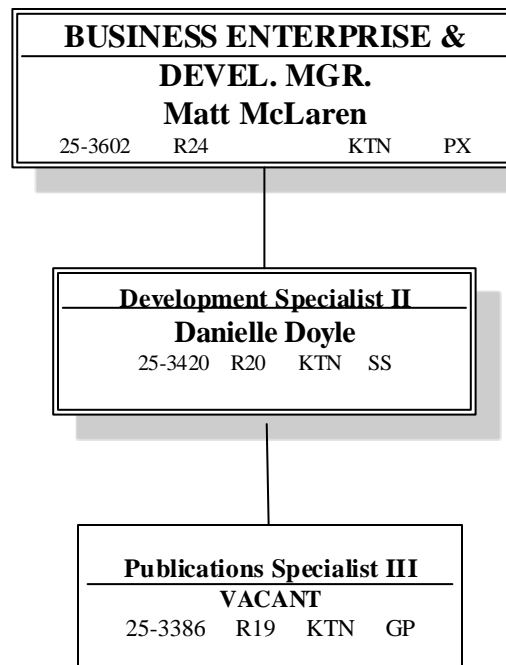 BUSINESS ENTERPRISE &
DEVEL. MGR.
Matt McLaren
25-3602 R24 KTN PX
Development Specialist II
Danielle Doyle
25-3420 R20 KTN SS
Publications Specialist III
VACANT
25-3386 R19 KTN GP